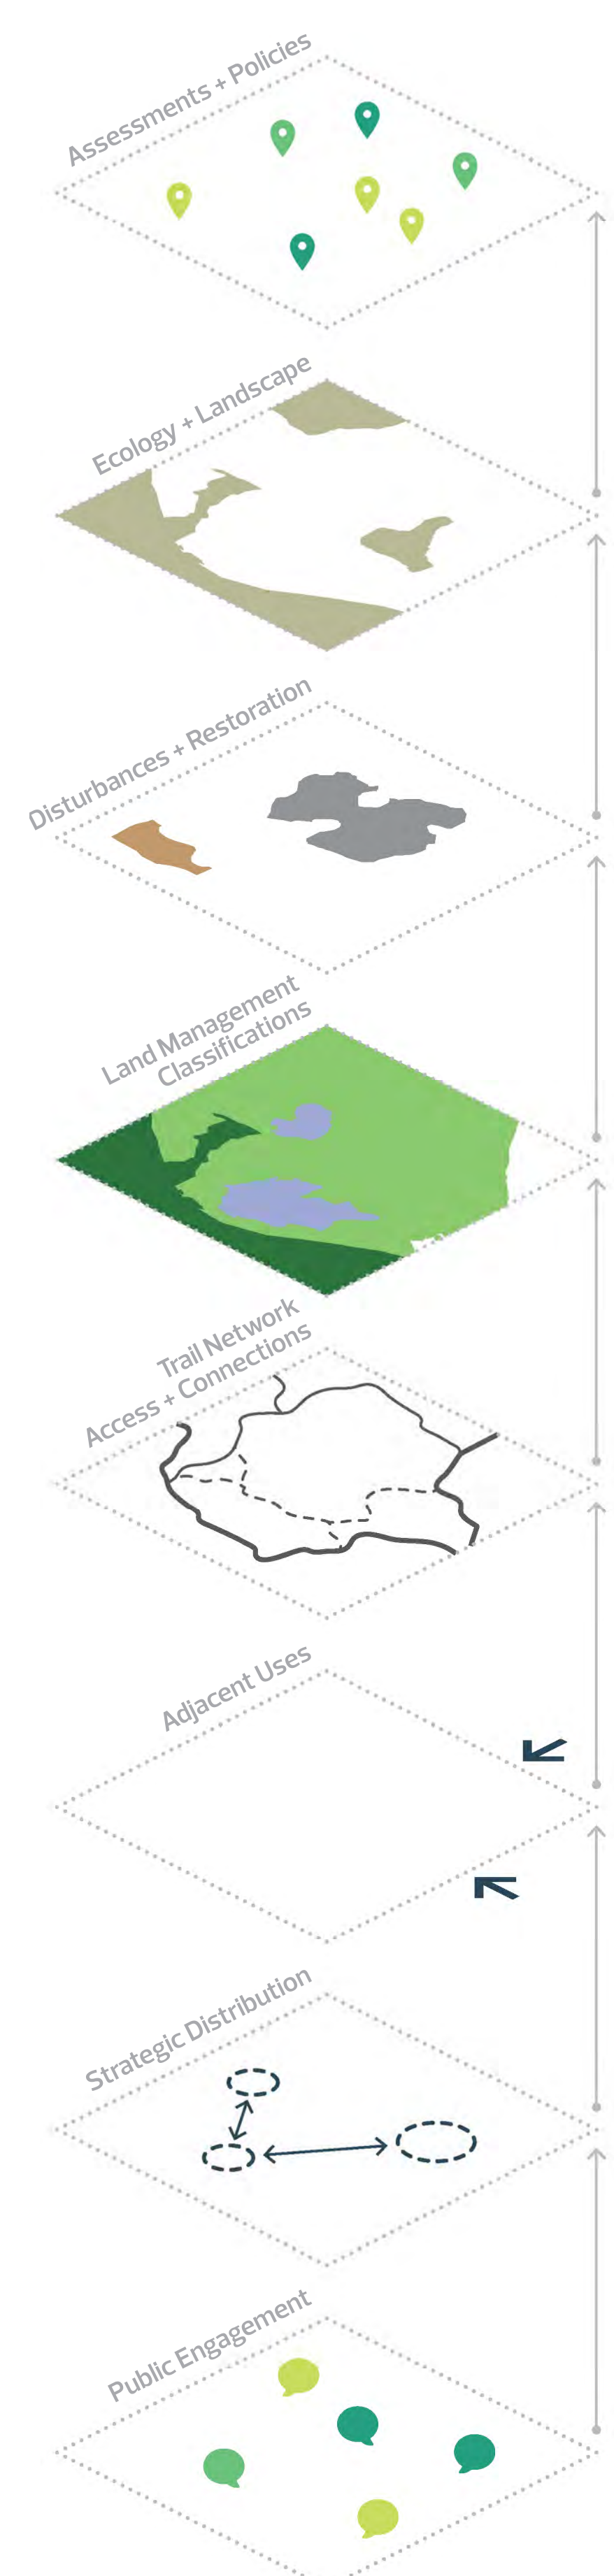 Assessments + Policies
Ecology + Landscape
Disturbances + Restoration
Land Management
Classifications
Trail Network
Access + Connections
Adjacent Uses
Strategic Distribution
Public Engagement